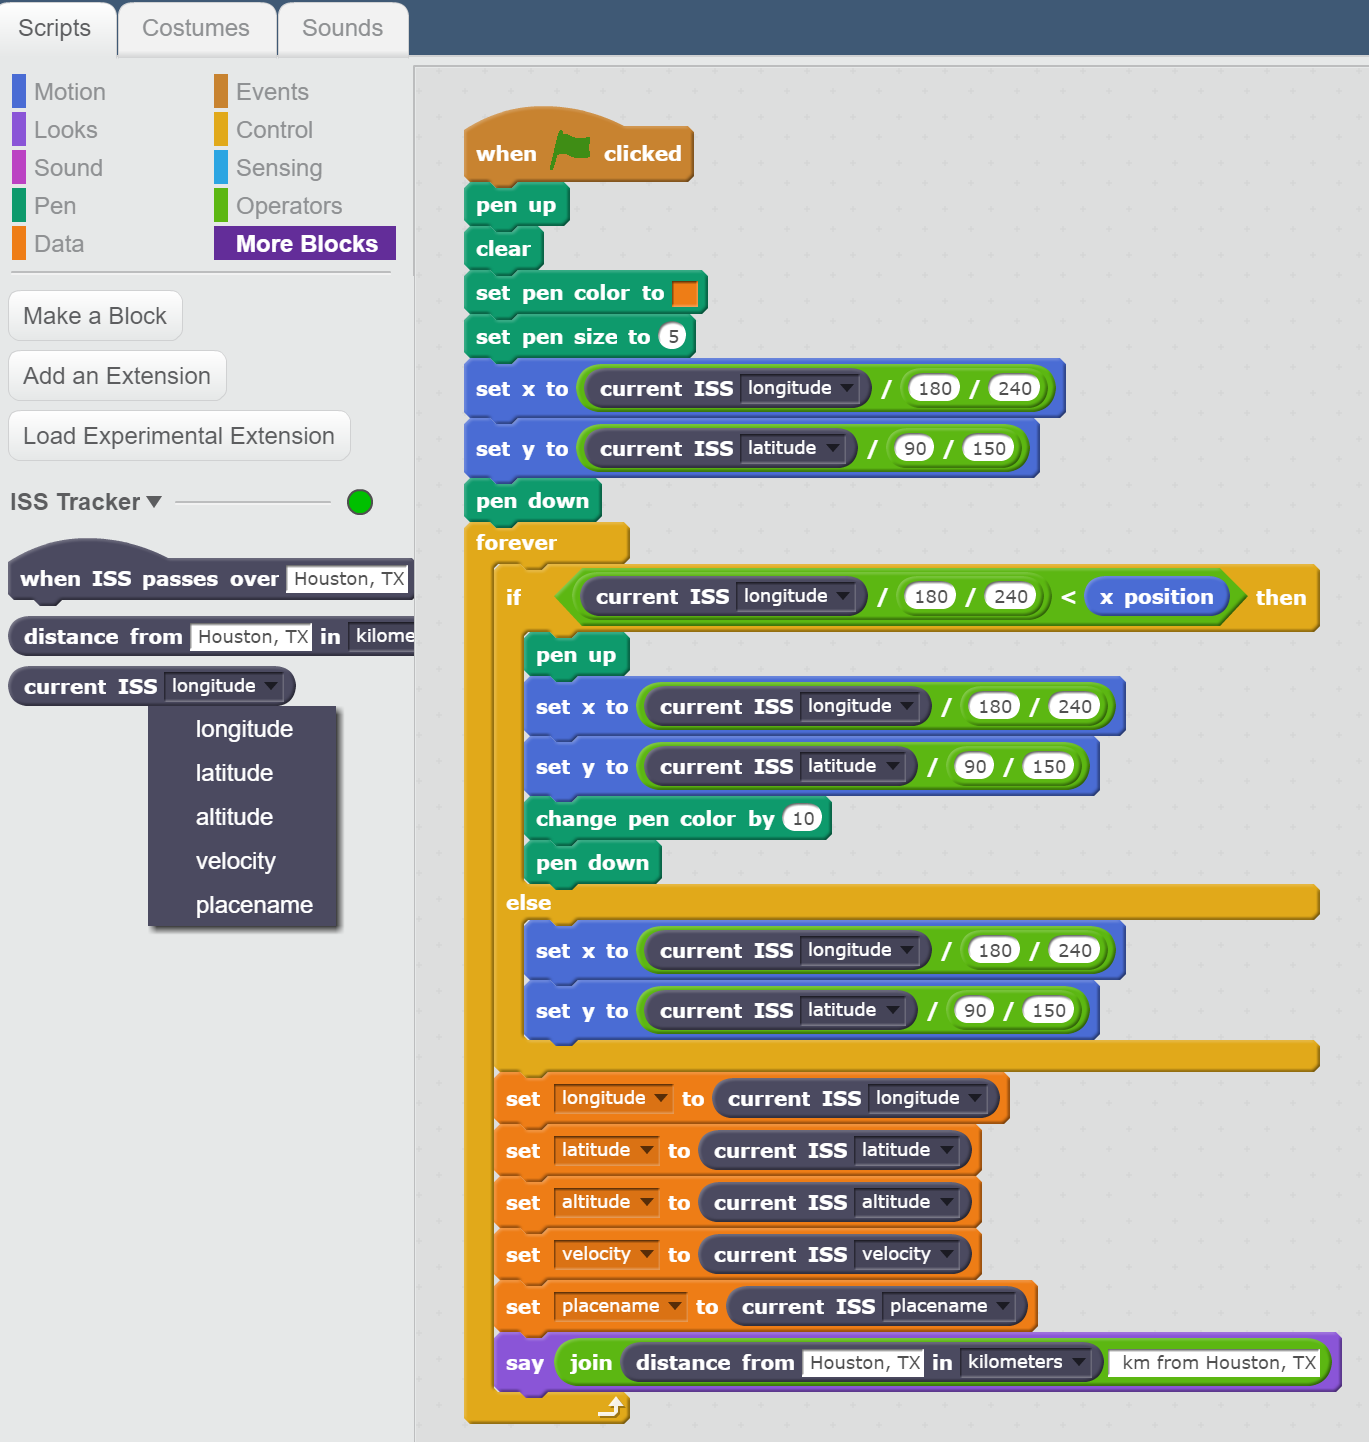 Scripts Costumes Sounds
Motion Events
Looks Control
Sound Sensing
Pen Operators
Data More Blocks
Make a Block
Add an Extension
Load Experimental Extension
ISS Tracker
when ISS passes over Houston, TX
distance from Houston, TX in kilome
current ISS longitude
longitude
latitude
altitude
velocity
placename
when clicked
pen up
clear
set pen color to
set pen size to 5
set x to current ISS longitude / 180 / 240
set y to current ISS latitude / 90 / 150
pen down
forever
if current ISS longitude / 180 / 240 < x position then
pen up
set x to current ISS longitude / 180 / 240
set y to current ISS latitude / 90 / 150
change pen color by 10
pen down
else
set x to current ISS longitude / 180 / 240
set y to current ISS latitude / 90 / 150
set longitude to current ISS longitude
set latitude to current ISS latitude
set altitude to current ISS altitude
set velocity to current ISS velocity
set placename to current ISS placename
say join distance from Houston, TX in kilometers km from Houston, TX